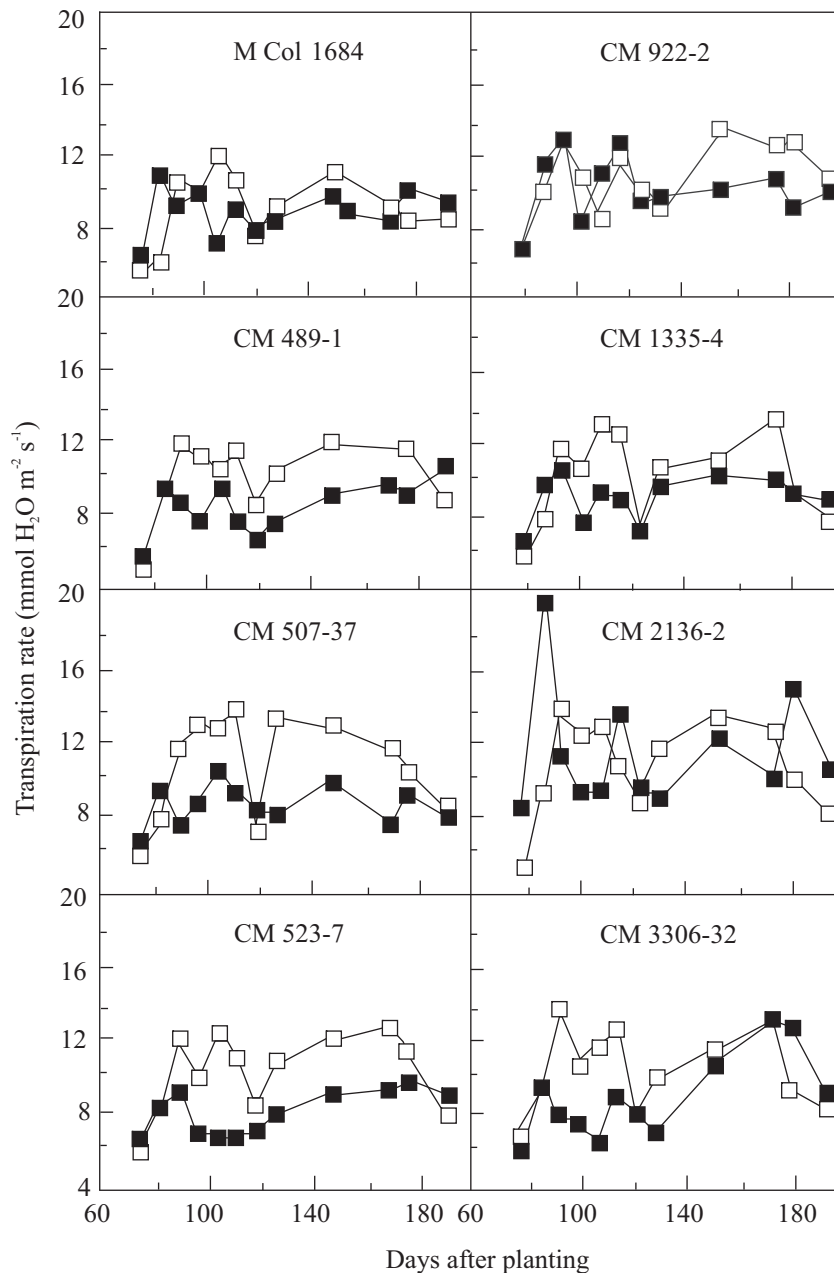 20
M Col 1684
CM 922-2
16
12
8
20
CM 489-1
CM 1335-4
16
12
8
20
CM 507-37
CM 2136-2
16
12
8
20
CM 523-7
CM 3306-32
16
12
8
4
60 100 140 180 60 100 140 180
Transpiration rate (mmol H₂O m⁻² s⁻¹)
Days after planting